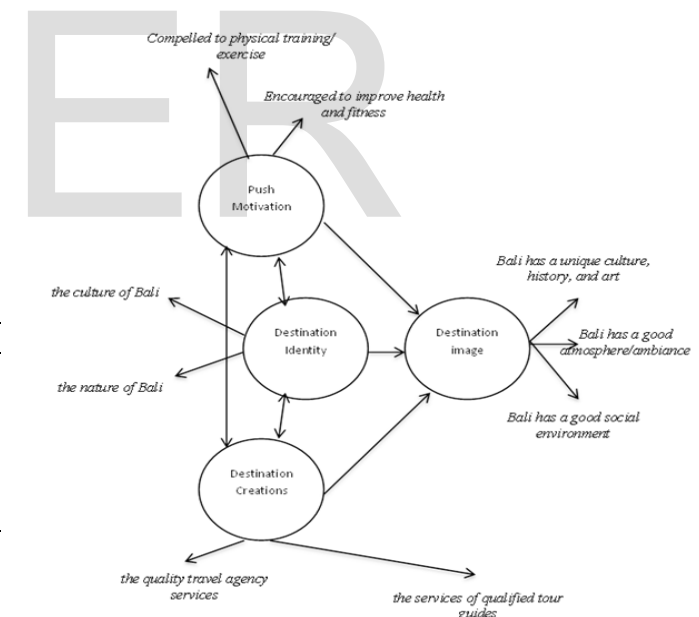 ER
Compelled to physical training/
exercise
Encouraged to improve health
and fitness
Push
Motivation
Bali has a unique culture,
history, and art
the culture of Bali
Destination
Identity
Destination
image
Bali has a good
atmosphere/ambiance
the nature of Bali
Bali has a good social
environment
Destination
Creations
the quality travel agency
services
the services of qualified tour
guides